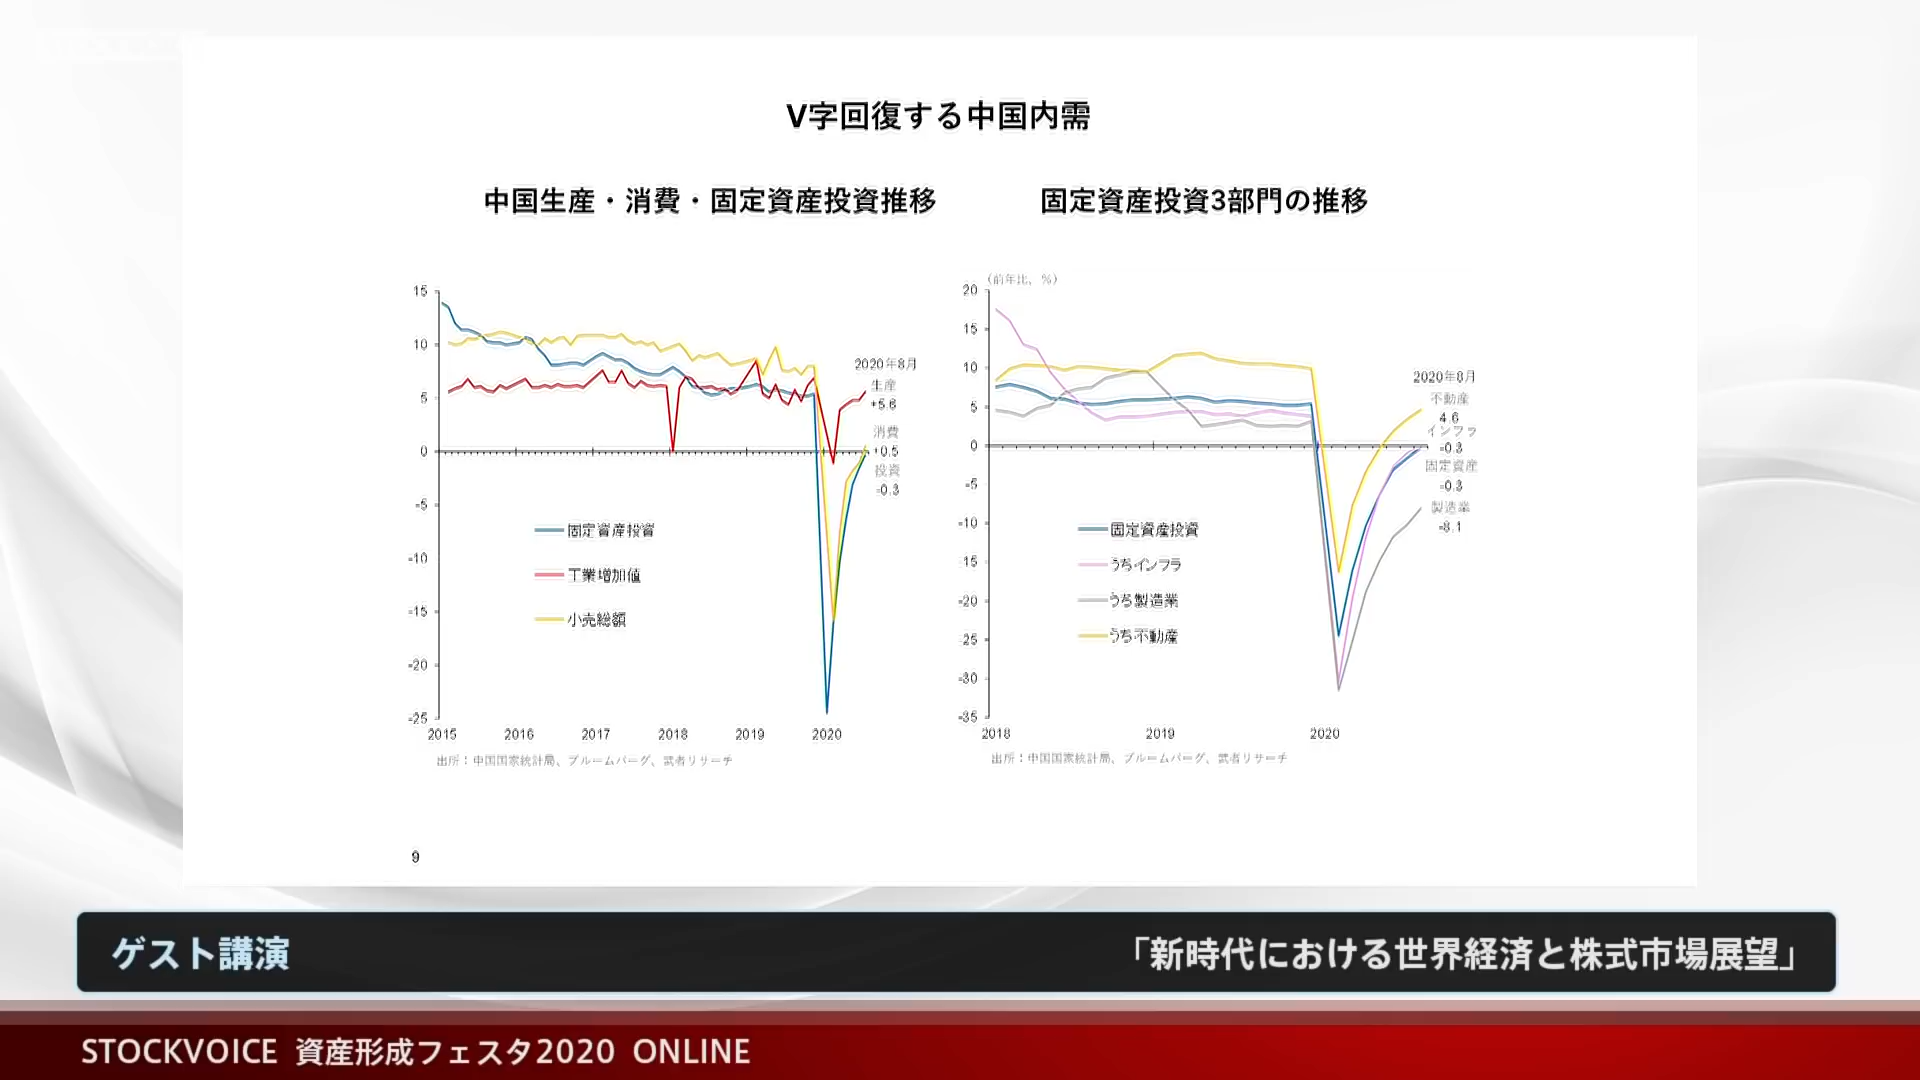 V字回復する中国内需
中国生産・消費・固定資産投資推移
固定資産投資3部門の推移
15
10
5
0
-5
-10
-15
-20
-25
2015 2016 2017 2018 2019 2020
2020年8月
生産
+5.6
消費
+0.5
投資
-0.3
固定資産投資
工業増加値
小売総額
出所：中国国家統計局、ブルームバーグ、武者リサーチ
（前年比、％）
20
15
10
5
0
-5
-10
-15
-20
-25
-30
-35
2018 2019 2020
2020年8月
不動産
4.6
インフラ
-0.3
固定資産
-0.3
製造業
-8.1
固定資産投資
うちインフラ
うち製造業
うち不動産
出所：中国国家統計局、ブルームバーグ、武者リサーチ
9
ゲスト講演
「新時代における世界経済と株式市場展望」
STOCKVOICE 資産形成フェスタ2020 ONLINE